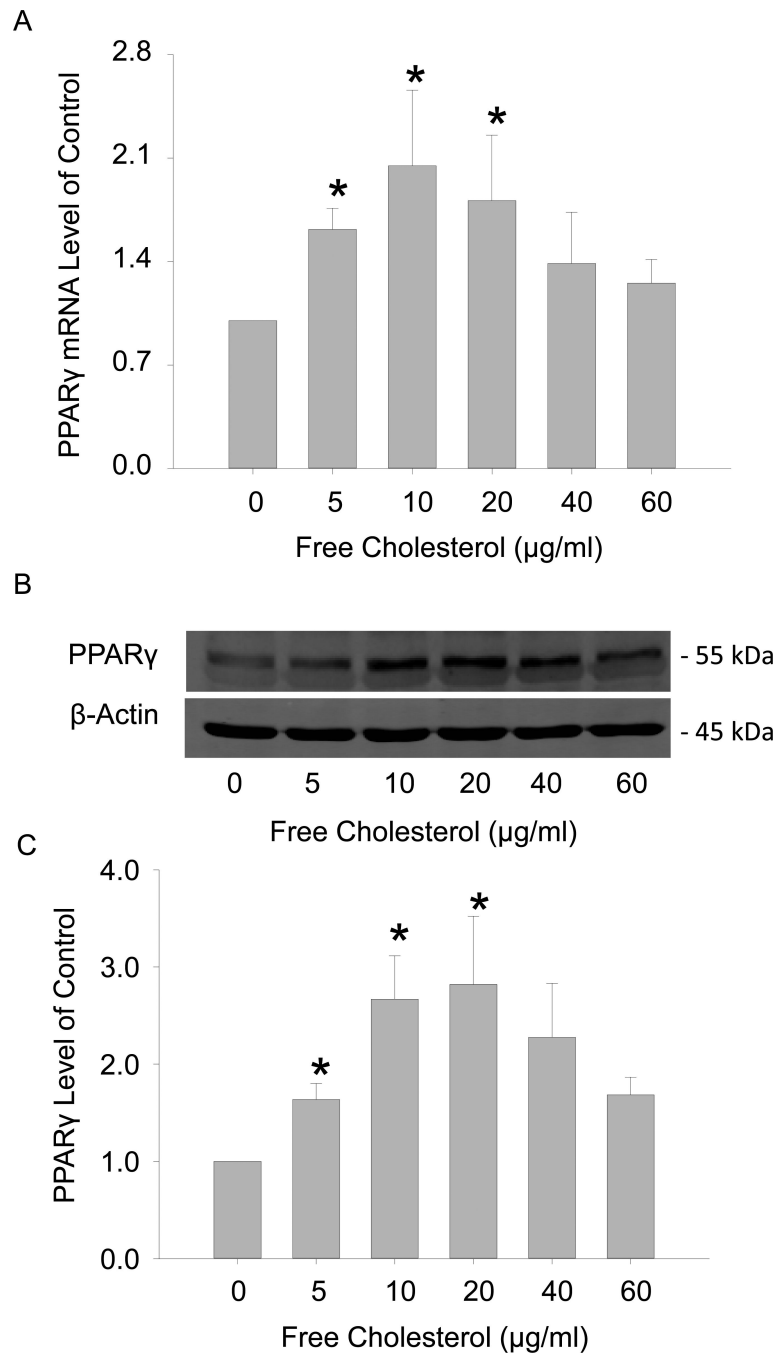 A
PPARγ mRNA Level of Control
2.8
2.1
1.4
0.7
0.0
* * *
0 5 10 20 40 60
Free Cholesterol (µg/ml)
B
PPARγ - 55 kDa
β-Actin - 45 kDa
0 5 10 20 40 60
Free Cholesterol (µg/ml)
C
PPARγ Level of Control
4.0
3.0
2.0
1.0
0.0
* * *
0 5 10 20 40 60
Free Cholesterol (µg/ml)